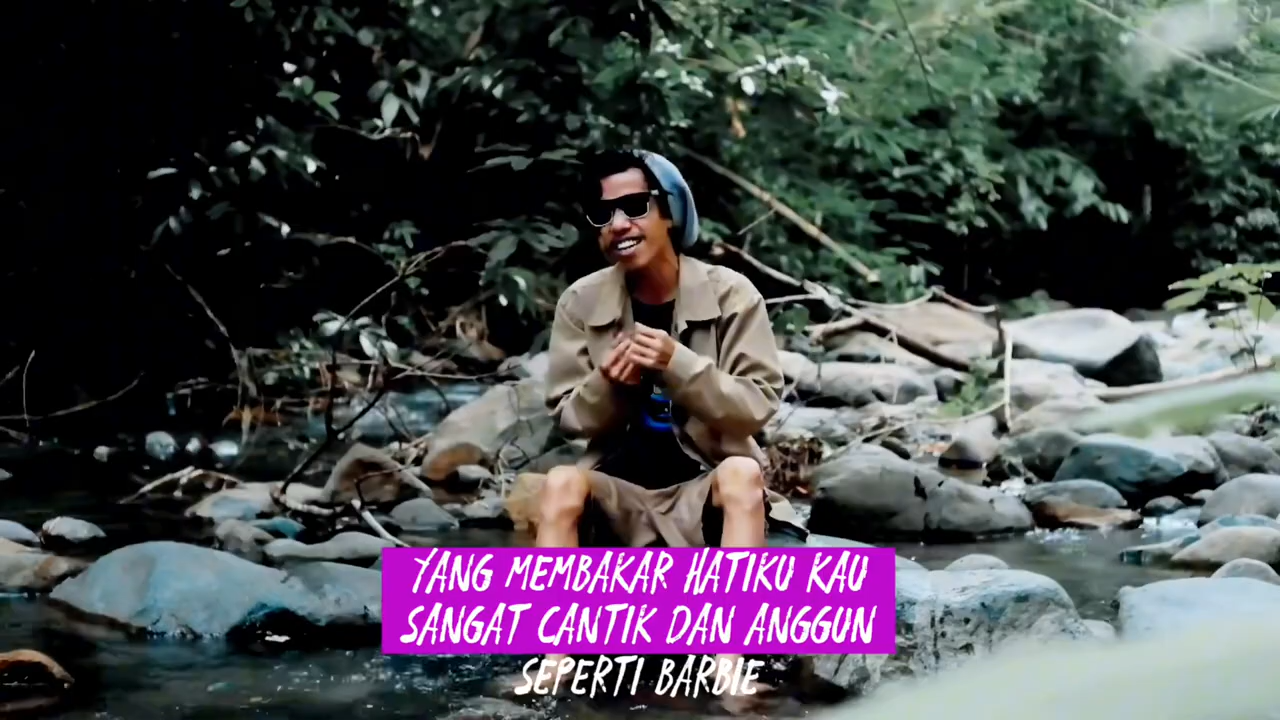 YANG MEMBAKAR HATIKU KAU
SANGAT CANTIK DAN ANGGUN
SEPERTI BARBIE